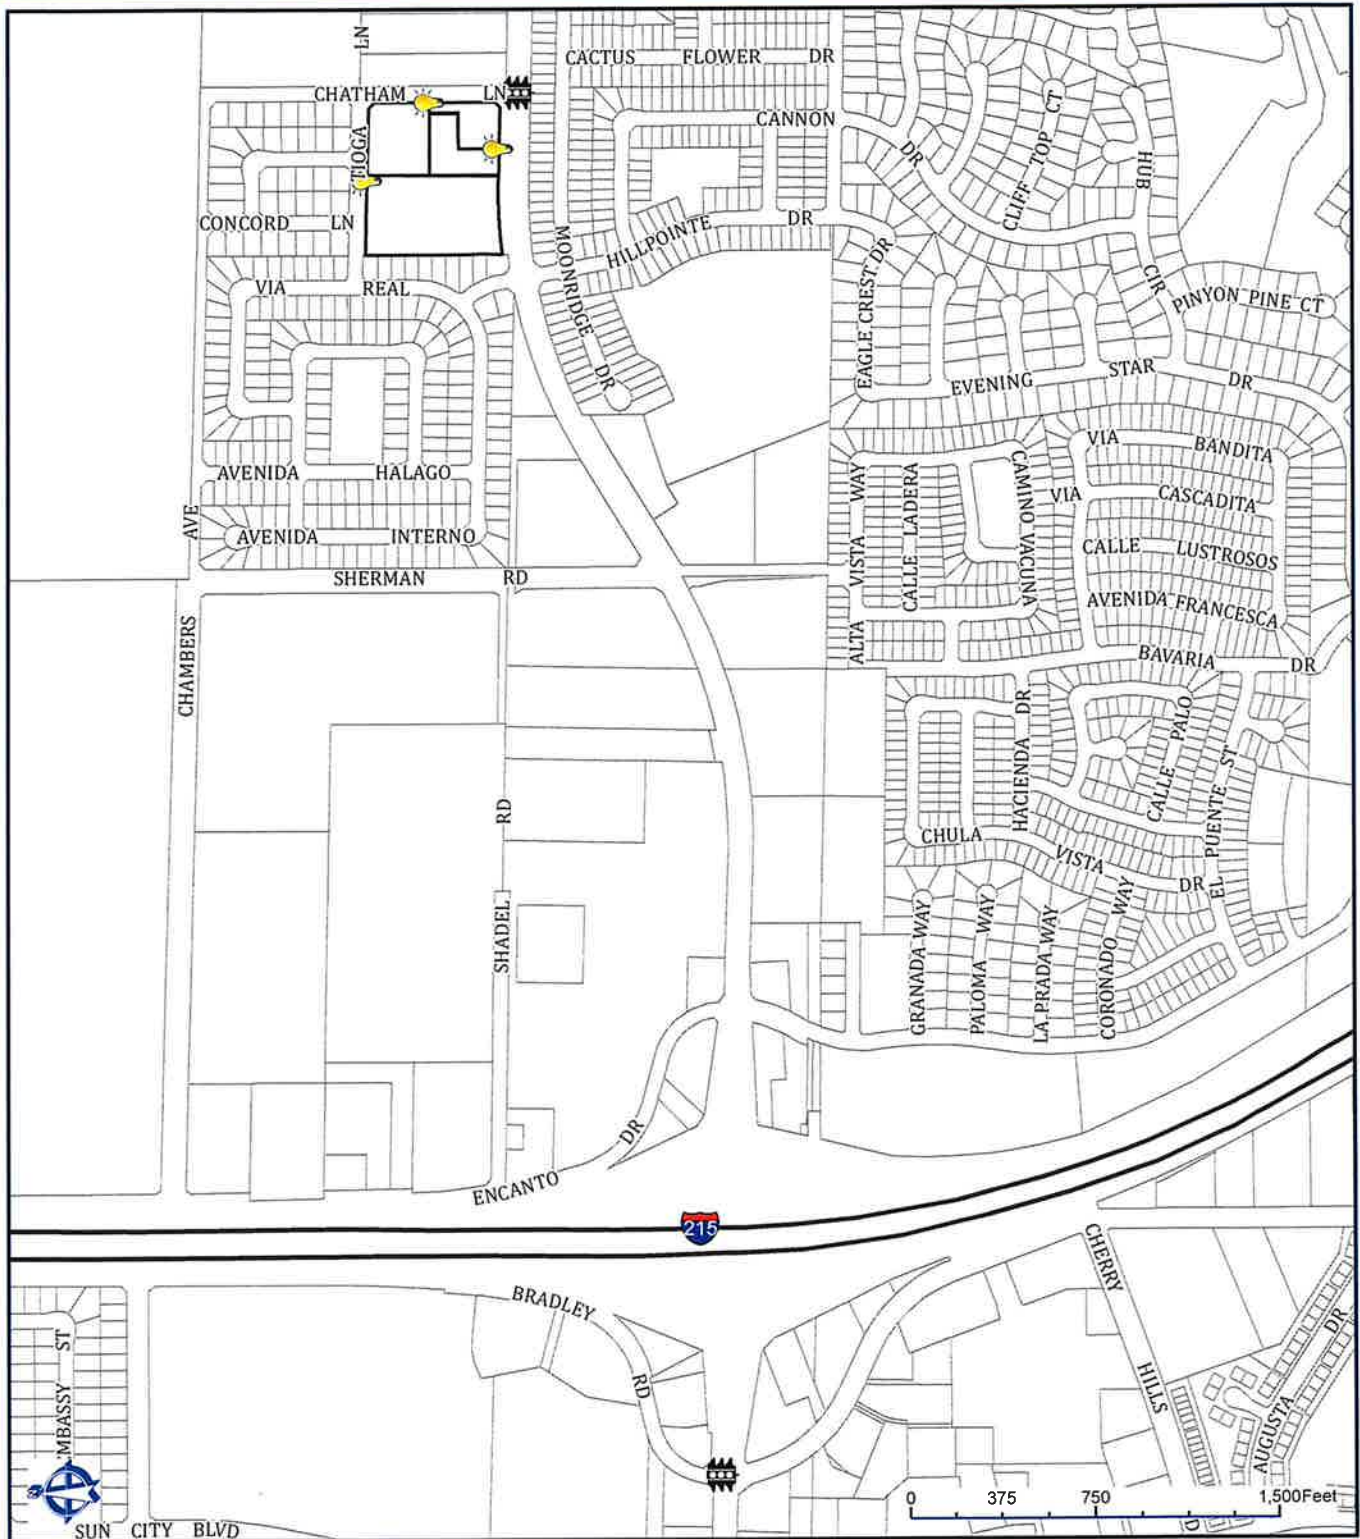 LN
CACTUS FLOWER DR
CHATHAM LN
CANNON
DR
CLIFF TOP CT
HUB
CIR
TIOGA
CONCORD LN
MOONRIDGE DR
HILLPOINTE DR
EAGLE CREST DR
PINYON PINE CT
VIA REAL
EVENING STAR DR
VIA BANDITA
AVENIDA HALAGO
ALTA VISTA WAY
CALLE LADERA
CAMINO VACUNA
VIA CASCADITA
AVENIDA INTERNO
CALLE LUSTROSOS
SHERMAN RD
AVENIDA FRANCESCA
CHAMBERS AVE
BAVARIA DR
HACIENDA DR
CALLE PALO
EL PUENTE ST
SHADEL RD
CHULA VISTA DR
GRANADA WAY
PALOMA WAY
LA PRADA WAY
CORONADO WAY
ENCANTO DR
215
CHERRY HILLS
BRADLEY RD
MBASSY ST
AUGUSTA DR
0 375 750 1,500Feet
SUN CITY BLVD
D